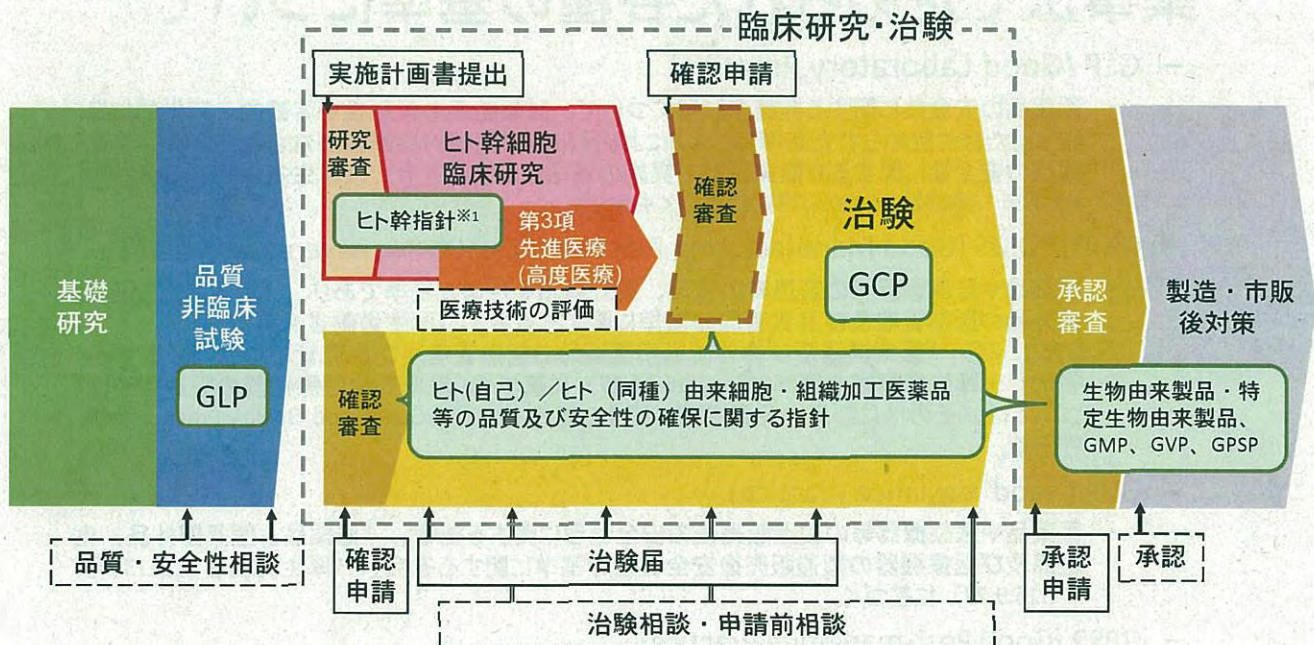 臨床研究・治験
実施計画書提出
確認申請
研究
審査
ヒト幹細胞
臨床研究
ヒト幹指針※1
第3項
先進医療
(高度医療)
医療技術の評価
確認
審査
治験
GCP
基礎
研究
品質
非臨床
試験
GLP
確認
審査
ヒト(自己)／ヒト（同種）由来細胞・組織加工医薬品
等の品質及び安全性の確保に関する指針
承認
審査
製造・市販
後対策
生物由来製品・特
定生物由来製品、
GMP、GVP、GPSP
品質・安全性相談
確認
申請
治験届
治験相談・申請前相談
承認
申請
承認